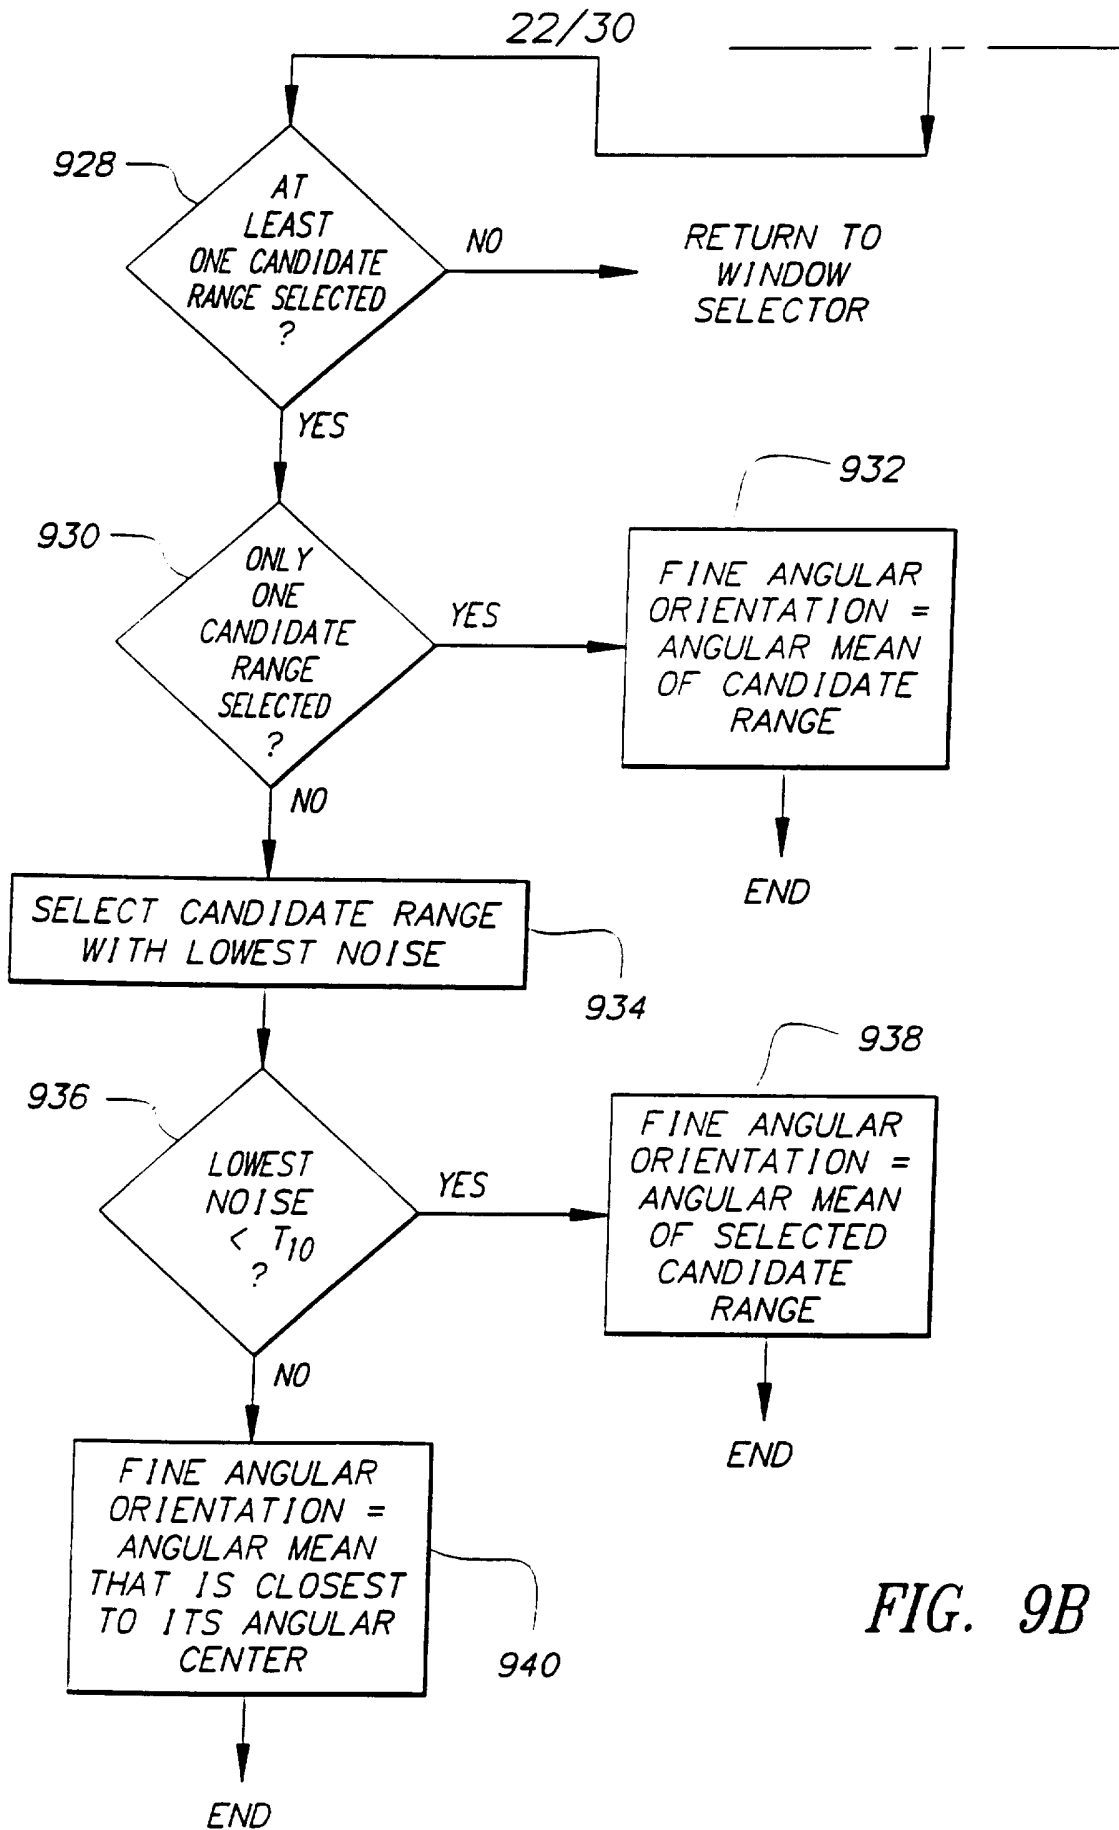 22/30
928
AT
LEAST
ONE CANDIDATE
RANGE SELECTED
?
NO
RETURN TO
WINDOW
SELECTOR
YES
930
ONLY
ONE
CANDIDATE
RANGE
SELECTED
?
YES
932
FINE ANGULAR
ORIENTATION =
ANGULAR MEAN
OF CANDIDATE
RANGE
END
NO
SELECT CANDIDATE RANGE
WITH LOWEST NOISE
934
936
LOWEST
NOISE
< T10
?
YES
938
FINE ANGULAR
ORIENTATION =
ANGULAR MEAN
OF SELECTED
CANDIDATE
RANGE
END
NO
FINE ANGULAR
ORIENTATION =
ANGULAR MEAN
THAT IS CLOSEST
TO ITS ANGULAR
CENTER
940
END
FIG. 9B